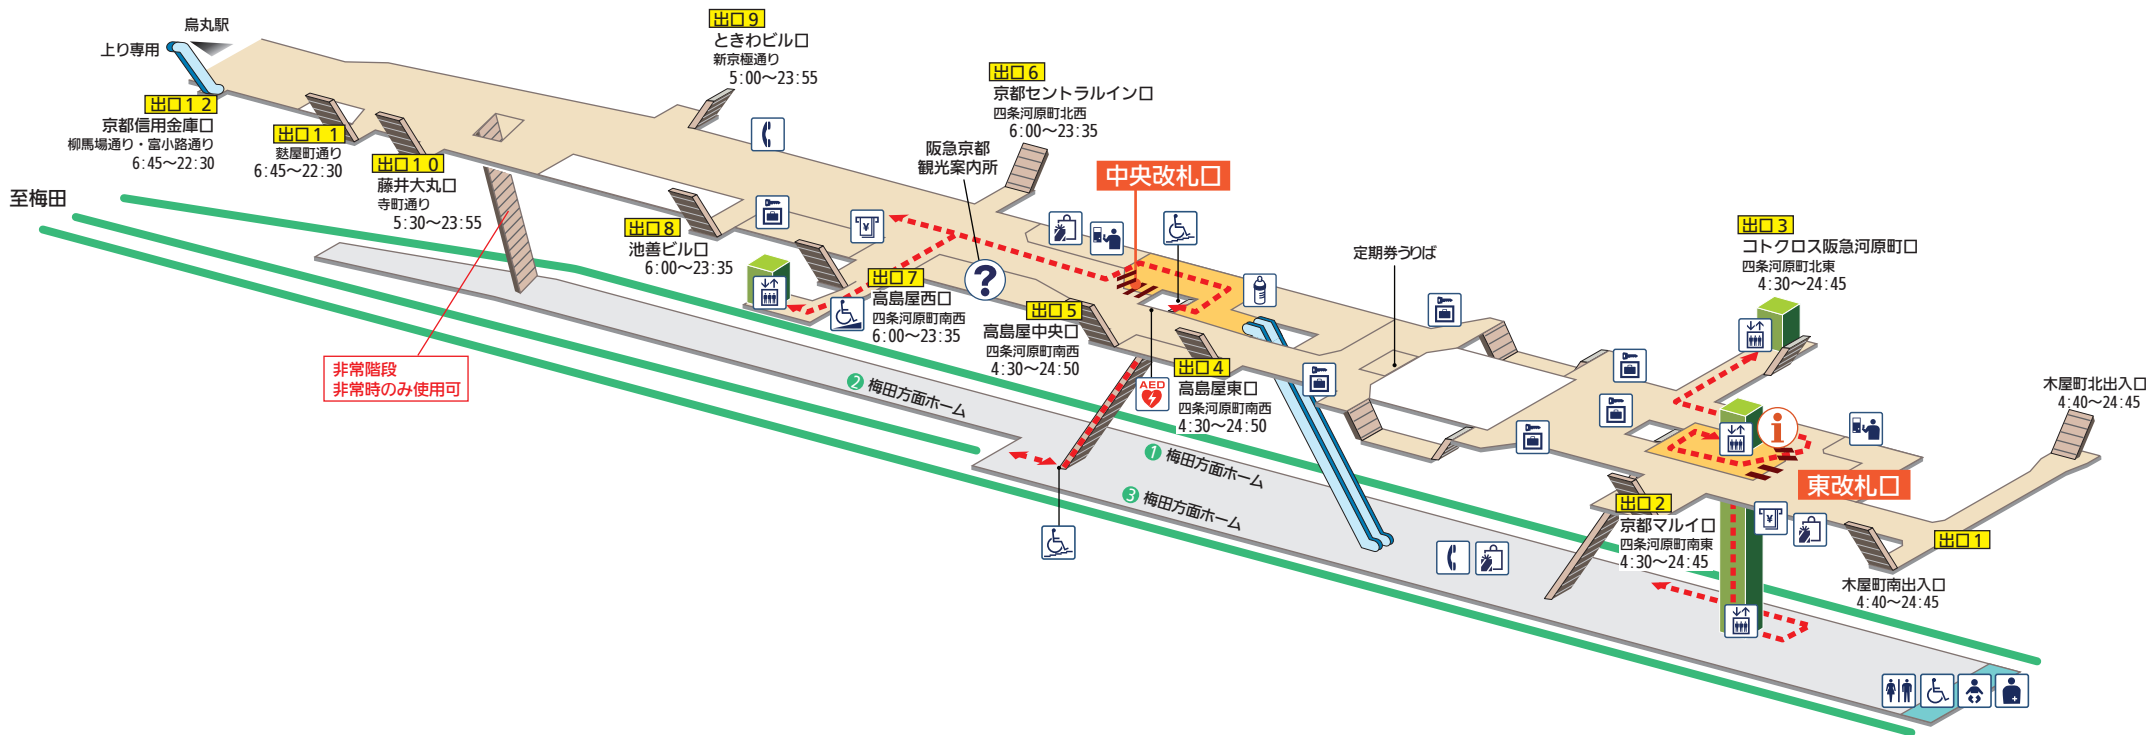 烏丸駅
上り専用
出口12
京都信用金庫口
柳馬場通り・富小路通り
6:45〜22:30
出口11
麩屋町通り
6:45〜22:30
出口10
藤井大丸口
寺町通り
5:30〜23:55
出口9
ときわビル口
新京極通り
5:00〜23:55
出口8
池善ビル口
6:00〜23:35
出口7
高島屋西口
四条河原町南西
6:00〜23:35
阪急京都
観光案内所
?
出口6
京都セントラルイン口
四条河原町北西
6:00〜23:35
中央改札口
出口5
高島屋中央口
四条河原町南西
4:30〜24:50
AED
出口4
高島屋東口
四条河原町南西
4:30〜24:50
定期券うりば
出口3
コトクロス阪急河原町口
四条河原町北東
4:30〜24:45
i
東改札口
出口2
京都マルイ口
四条河原町南東
4:30〜24:45
木屋町北出入口
4:40〜24:45
出口1
木屋町南出入口
4:40〜24:45
至梅田
非常階段
非常時のみ使用可
2 梅田方面ホーム
1 梅田方面ホーム
3 梅田方面ホーム
¥
¥